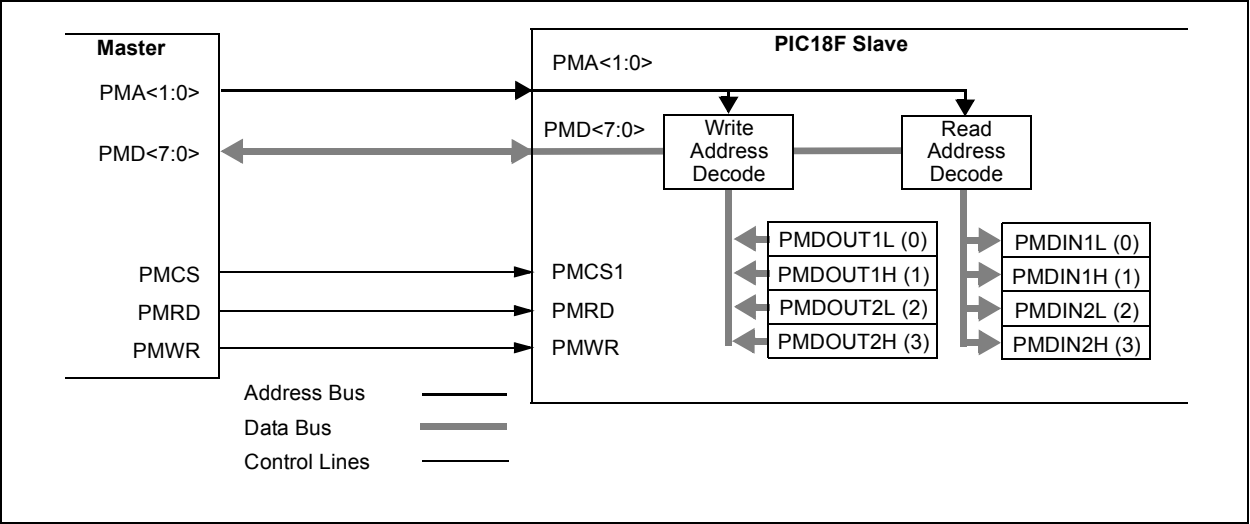 Master
PMA<1:0>
PMD<7:0>
PMCS
PMRD
PMWR
PIC18F Slave
PMA<1:0>
PMD<7:0>
PMCS1
PMRD
PMWR
Write
Address
Decode
Read
Address
Decode
PMDOUT1L (0)
PMDOUT1H (1)
PMDOUT2L (2)
PMDOUT2H (3)
PMDIN1L (0)
PMDIN1H (1)
PMDIN2L (2)
PMDIN2H (3)
Address Bus
Data Bus
Control Lines